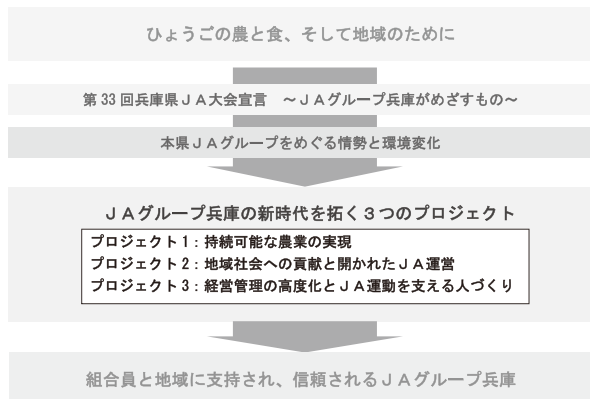 ひょうごの農と食、そして地域のために
第33回兵庫県ＪＡ大会宣言　～ＪＡグループ兵庫がめざすもの～
本県ＪＡグループをめぐる情勢と環境変化
ＪＡグループ兵庫の新時代を拓く３つのプロジェクト
プロジェクト1：持続可能な農業の実現
プロジェクト2：地域社会への貢献と開かれたＪＡ運営
プロジェクト3：経営管理の高度化とＪＡ運動を支える人づくり
組合員と地域に支持され、信頼されるＪＡグループ兵庫